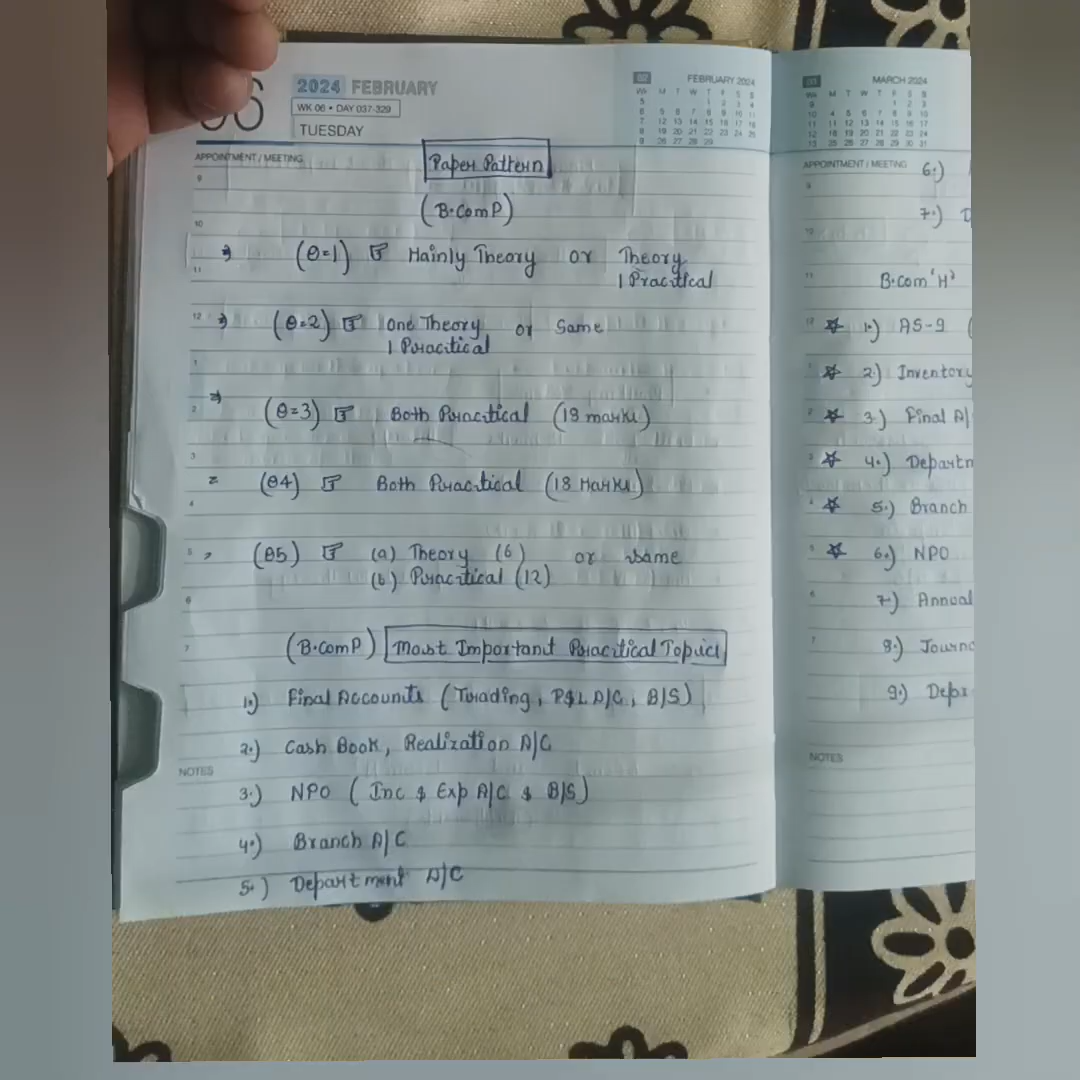 06
2024 FEBRUARY
WK 06 • DAY 037-329
TUESDAY
FEBRUARY 2024
APPOINTMENT / MEETING
Paper Pattern
(B.Com P)
(Q=1) Mainly Theory or Theory
1 Practical
(Q=2) One Theory or Same
1 Practical
(Q=3) Both Practical (18 marks)
(Q4) Both Practical (18 Marks)
(Q5) (a) Theory (6) or Same
(b) Practical (12)
(B.Com P) Most Important Practical Topics
1.) Final Accounts (Trading, P&L A/C, B/S)
2.) Cash Book, Realization A/C
NOTES
3.) NPO (Inc & Exp A/C & B/S)
4.) Branch A/C
5.) Department A/C
MARCH 2024
APPOINTMENT / MEETING
6.)
7.) D
B.com 'H'
1.) AS-9 (
2.) Inventory
3.) Final A/
4.) Departm
5.) Branch
6.) NPO
7.) Annual
8.) Journa
9.) Depr
NOTES